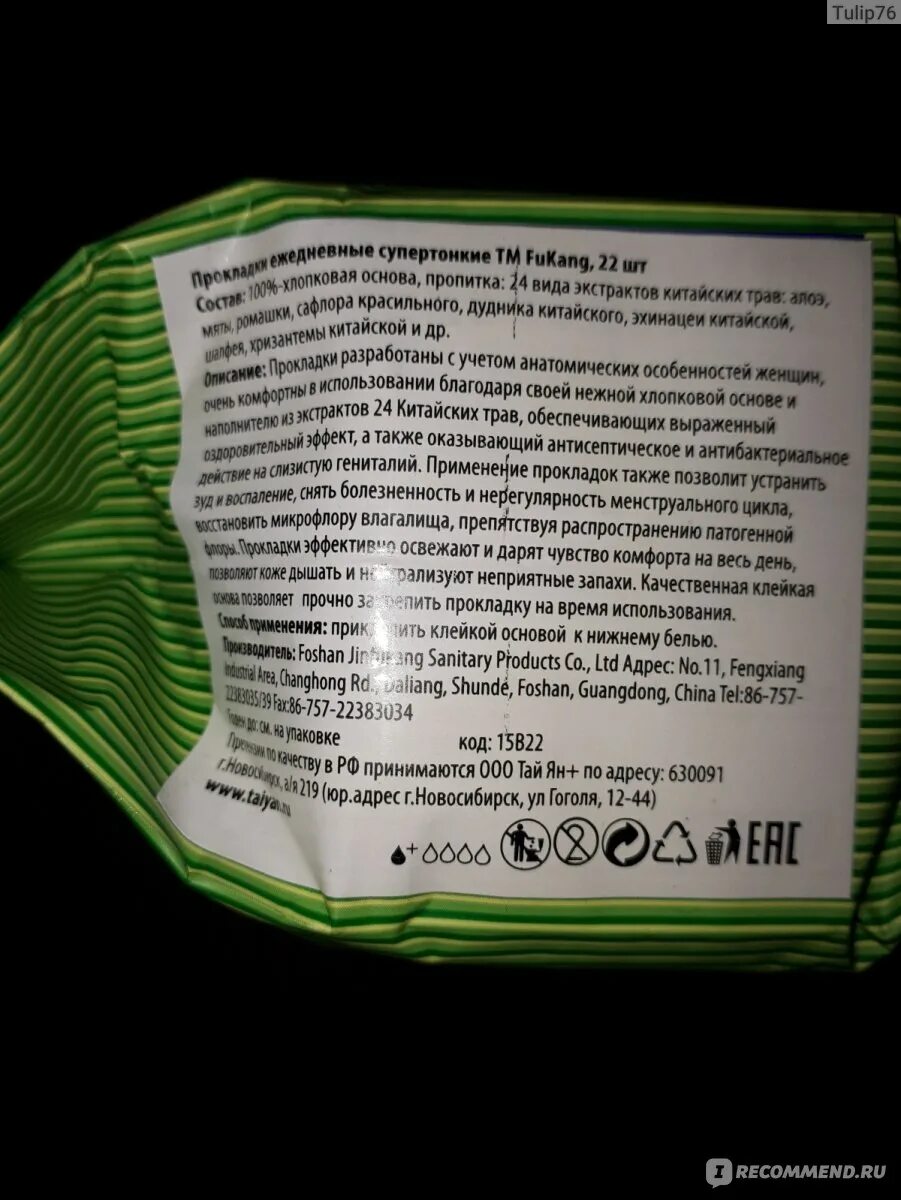 Tulip76
Прокладки ежедневные супертонкие ТМ FuKang, 22 шт
Состав: 100%-хлопковая основа, пропитка: 24 вида экстрактов китайских трав: алоэ,
мяты, ромашки, сафлора красильного, дудника китайского, эхинацеи китайской,
шалфея, хризантемы китайской и др.
Описание: Прокладки разработаны с учетом анатомических особенностей женщин,
очень комфортны в использовании благодаря своей нежной хлопковой основе и
наполнителю из экстрактов 24 Китайских трав, обеспечивающих выраженный
оздоровительный эффект, а также оказывающий антисептическое и антибактериальное
действие на слизистую гениталий. Применение прокладок также позволит устранить
зуд и воспаление, снять болезненность и нерегулярность менструального цикла,
восстановить микрофлору влагалища, препятствуя распространению патогенной
флоры. Прокладки эффективно освежают и дарят чувство комфорта на весь день,
позволяют коже дышать и нейтрализуют неприятные запахи. Качественная клейкая
основа позволяет прочно закрепить прокладку на время использования.
Способ применения: прикрепить клейкой основой к нижнему белью.
Производитель: Foshan Sanitary Products Co., Ltd Адрес: No.11, Fengxiang
Industrial Area, Changhong Rd., Daliang, Shunde, Foshan, Guangdong, China Tel:86-757-
22383035/39 Fax:86-757-22383034
Годен до: см. на упаковке код: 15B22
Претензии по качеству в РФ принимаются ООО Тай Ян+ по адресу: 630091
г.Новосибирск, а/я 219 (юр.адрес г.Новосибирск, ул Гоголя, 12-44)
EAC
IRECOMMEND.RU